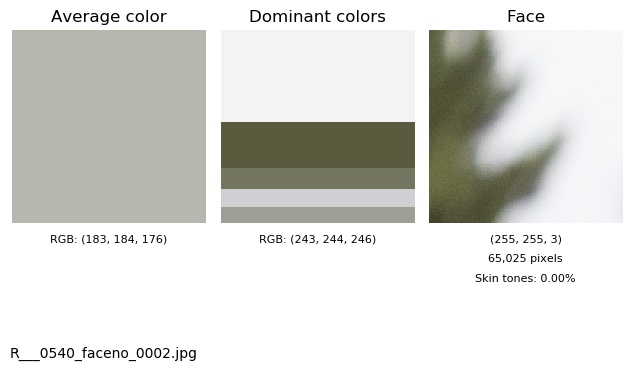 Average color
Dominant colors
Face
RGB: (183, 184, 176)
RGB: (243, 244, 246)
(255, 255, 3)
65,025 pixels
Skin tones: 0.00%
R___0540_faceno_0002.jpg